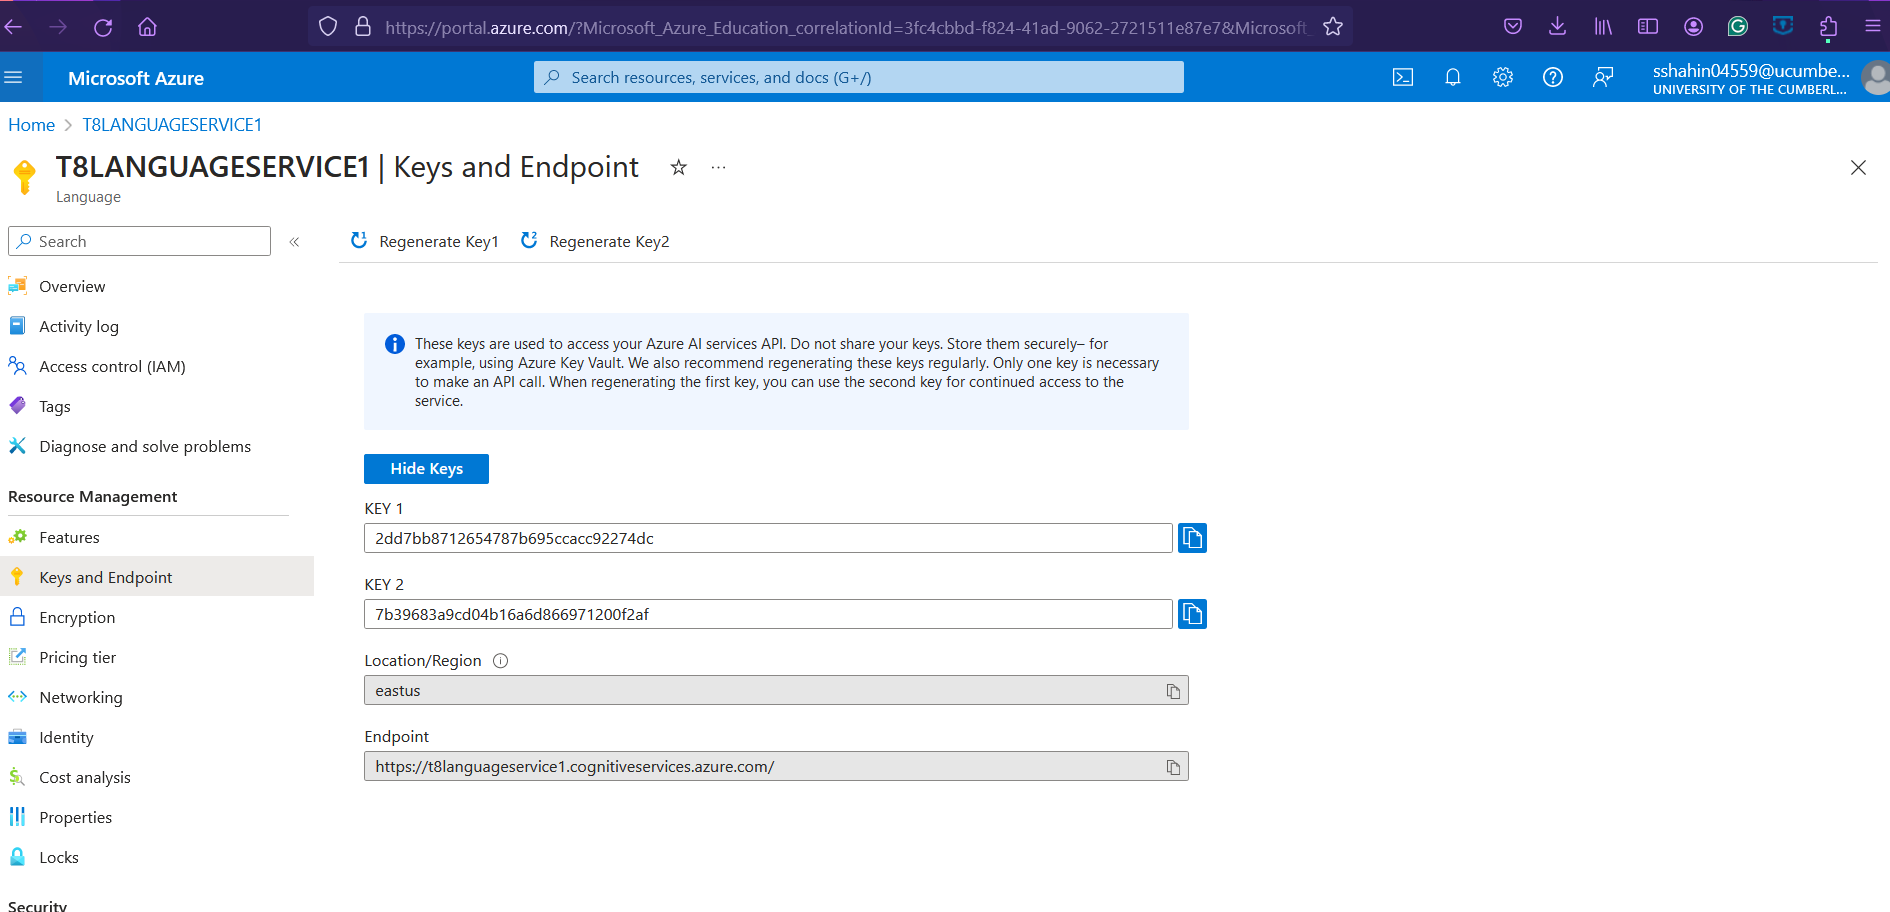 https://portal.azure.com/?Microsoft_Azure_Education_correlationId=3fc4cbbd-f824-41ad-9062-2721511e87e7&Microsoft_
Microsoft Azure
Search resources, services, and docs (G+/)
sshahin04559@ucumbe...
UNIVERSITY OF THE CUMBERL...
Home > T8LANGUAGESERVICE1
T8LANGUAGESERVICE1 | Keys and Endpoint
Language
Search
Regenerate Key1
Regenerate Key2
Overview
Activity log
Access control (IAM)
Tags
Diagnose and solve problems
Resource Management
Features
Keys and Endpoint
Encryption
Pricing tier
Networking
Identity
Cost analysis
Properties
Locks
Security
These keys are used to access your Azure AI services API. Do not share your keys. Store them securely– for
example, using Azure Key Vault. We also recommend regenerating these keys regularly. Only one key is necessary
to make an API call. When regenerating the first key, you can use the second key for continued access to the
service.
Hide Keys
KEY 1
2dd7bb8712654787b695ccacc92274dc
KEY 2
7b39683a9cd04b16a6d866971200f2af
Location/Region
eastus
Endpoint
https://t8languageservice1.cognitiveservices.azure.com/